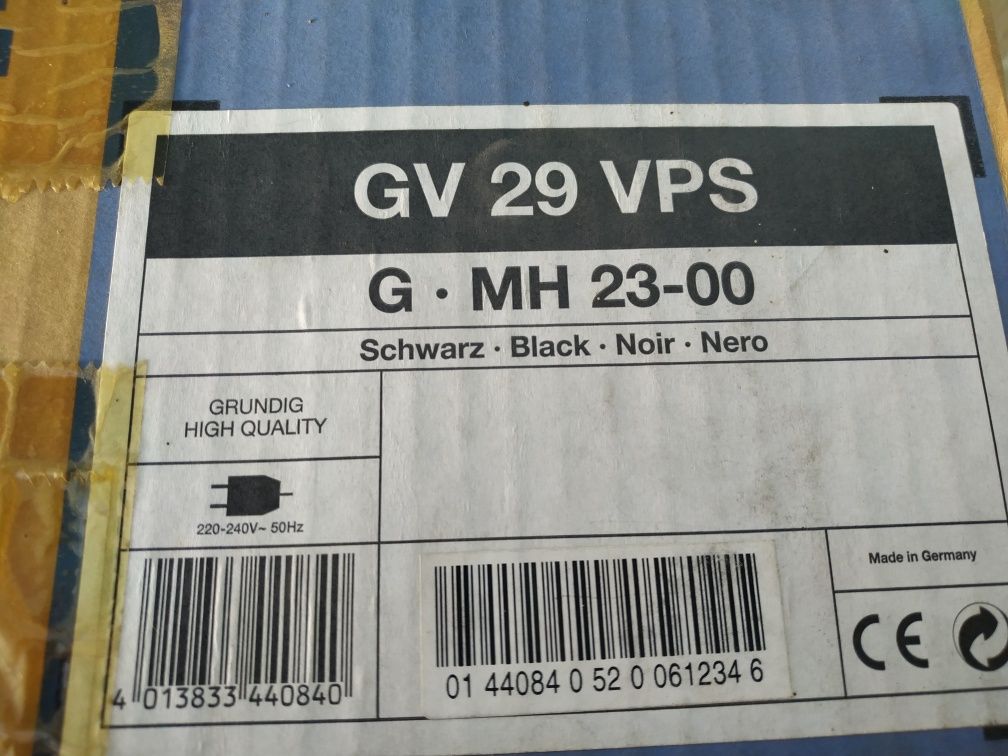 GV 29 VPS
G · MH 23-00
Schwarz · Black · Noir · Nero
GRUNDIG
HIGH QUALITY
220-240V~ 50Hz
Made in Germany
CE
4 013833 440840
01 44084 0 52 0 061234 6